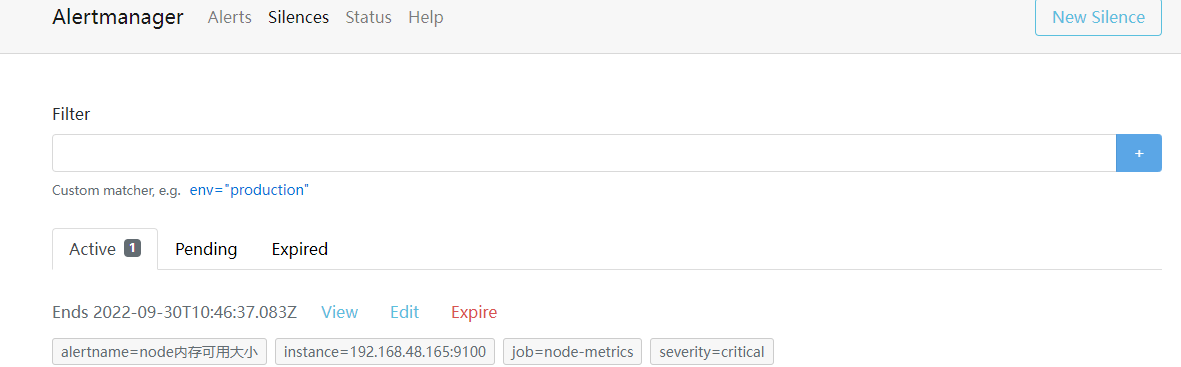 Alertmanager Alerts Silences Status Help New Silence
Filter
+
Custom matcher, e.g. env="production"
Active 1 Pending Expired
Ends 2022-09-30T10:46:37.083Z View Edit Expire
alertname=node内存可用大小 instance=192.168.48.165:9100 job=node-metrics severity=critical